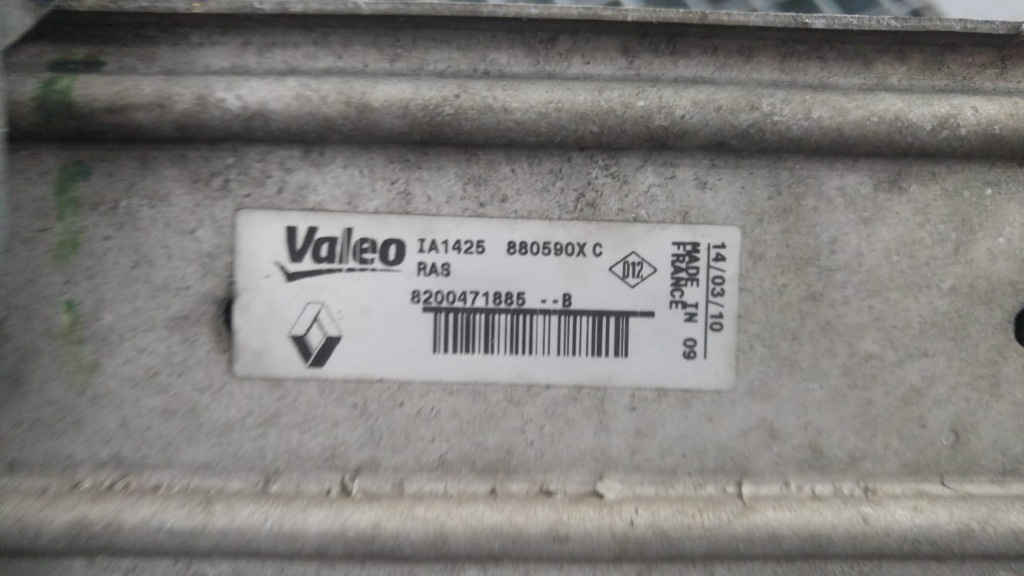 Valeo IA1425 880590X C
RAS
D12
8200471885 --B
14/03/10
MADE IN 09
FRANCE